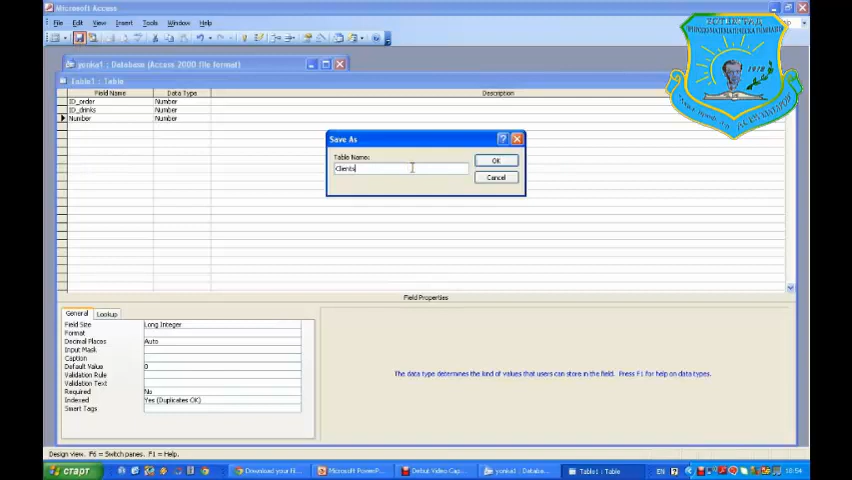 Microsoft Access
File Edit View Insert Tools Window Help
yonka1 : Database (Access 2000 file format)
Table1 : Table
Field Name Data Type Description
ID_order Number
ID_drinks Number
Number Number
Save As
Table Name:
Clients
OK
Cancel
Field Properties
General Lookup
Field Size Long Integer
Format
Decimal Places Auto
Input Mask
Caption
Default Value 0
Validation Rule
Validation Text
Required No
Indexed Yes (Duplicates OK)
Smart Tags
The data type determines the kind of values that users can store in the field. Press F1 for help on data types.
Design view. F6 = Switch panes. F1 = Help.
старт
Download your fil...
Microsoft PowerP...
Debut Video Cap...
yonka1 : Databa...
Table1 : Table
EN
18:54
1918